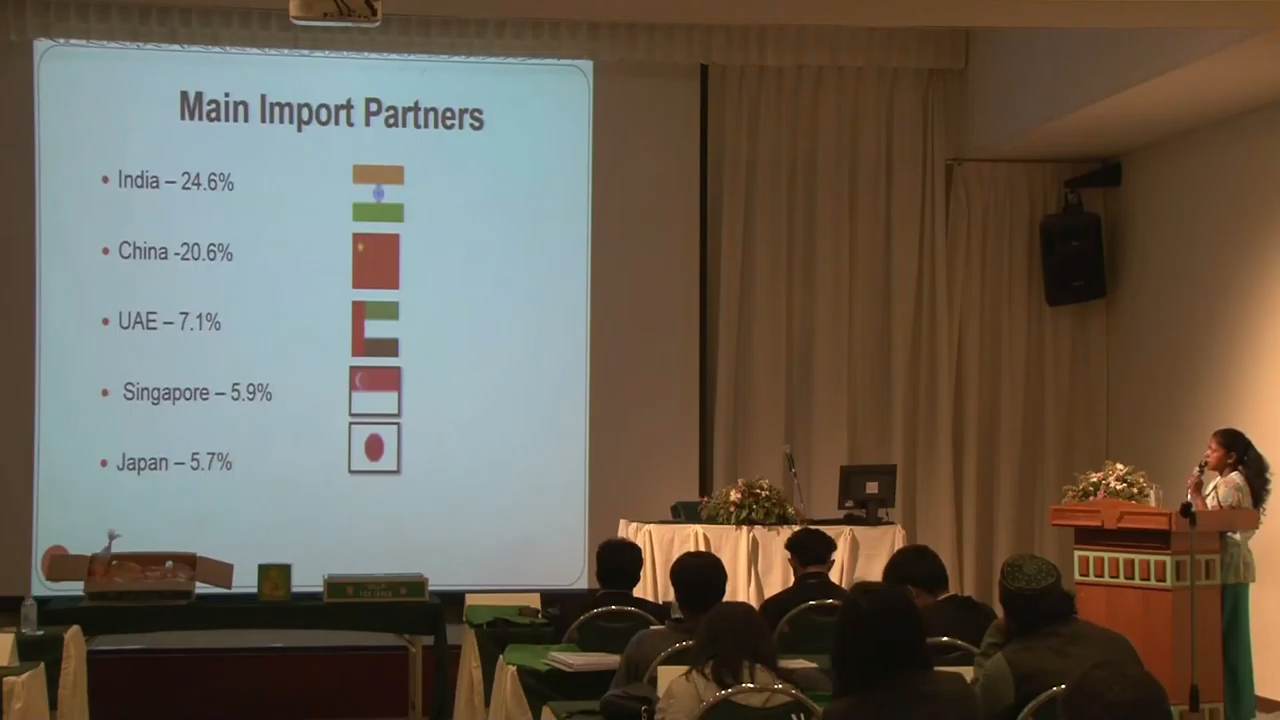 Main Import Partners
• India – 24.6%
• China -20.6%
• UAE – 7.1%
• Singapore – 5.9%
• Japan – 5.7%